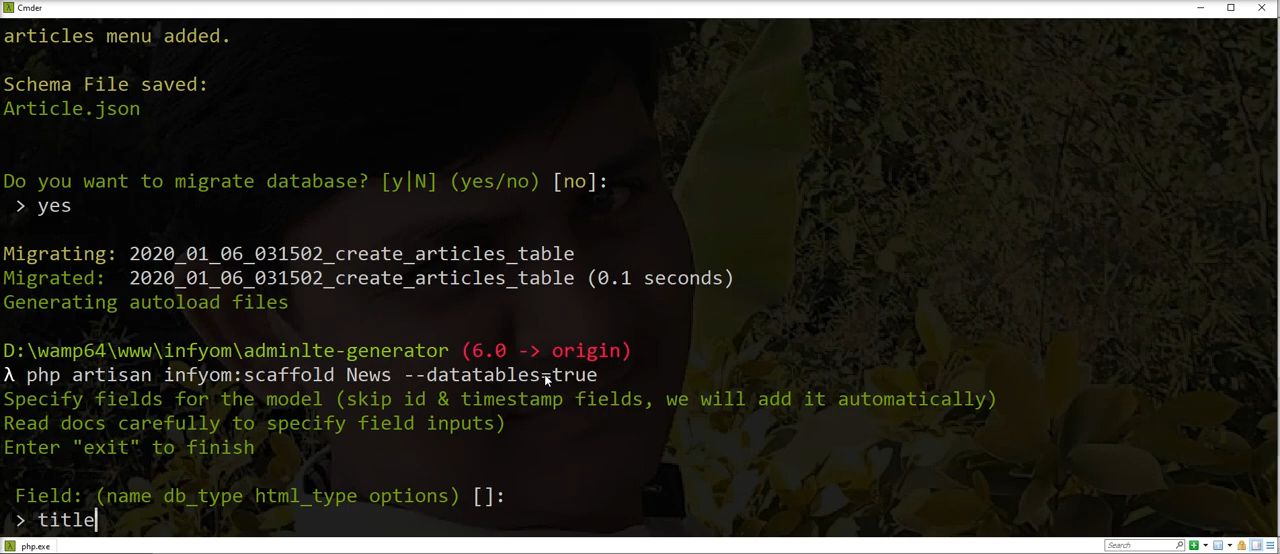 Cmder
articles menu added.
Schema File saved:
Article.json
Do you want to migrate database? [y|N] (yes/no) [no]:
> yes
Migrating: 2020_01_06_031502_create_articles_table
Migrated:  2020_01_06_031502_create_articles_table (0.1 seconds)
Generating autoload files
D:\wamp64\www\infyom\adminlte-generator (6.0 -> origin)
λ php artisan infyom:scaffold News --datatables=true
Specify fields for the model (skip id & timestamp fields, we will add it automatically)
Read docs carefully to specify field inputs)
Enter "exit" to finish
Field: (name db_type html_type options) []:
> title
php.exe
Search